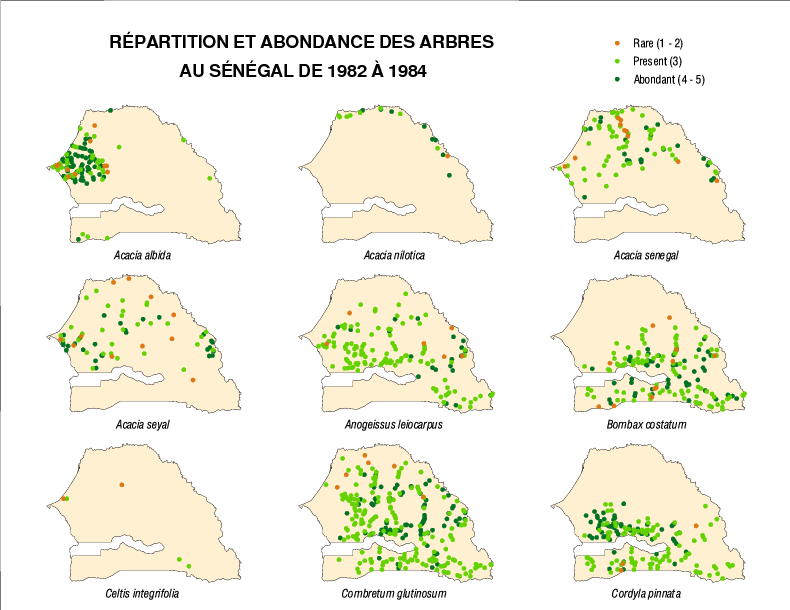 RÉPARTITION ET ABONDANCE DES ARBRES
AU SÉNÉGAL DE 1982 À 1984
Rare (1 - 2)
Present (3)
Abondant (4 - 5)
Acacia albida
Acacia nilotica
Acacia senegal
Acacia seyal
Anogeissus leiocarpus
Bombax costatum
Celtis integrifolia
Combretum glutinosum
Cordyla pinnata